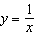 y = 1/x